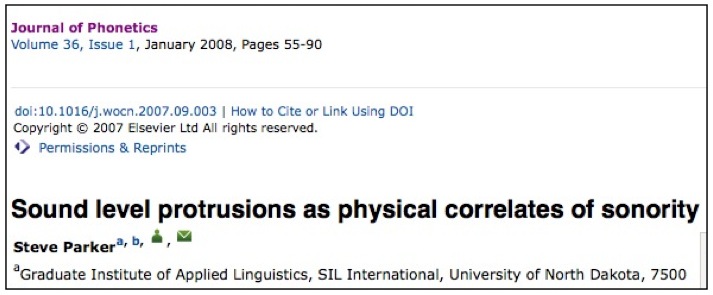 Journal of Phonetics
Volume 36, Issue 1, January 2008, Pages 55-90
doi:10.1016/j.wocn.2007.09.003 | How to Cite or Link Using DOI
Copyright © 2007 Elsevier Ltd All rights reserved.
Permissions & Reprints
Sound level protrusions as physical correlates of sonority
Steve Parkera, b, ,
aGraduate Institute of Applied Linguistics, SIL International, University of North Dakota, 7500